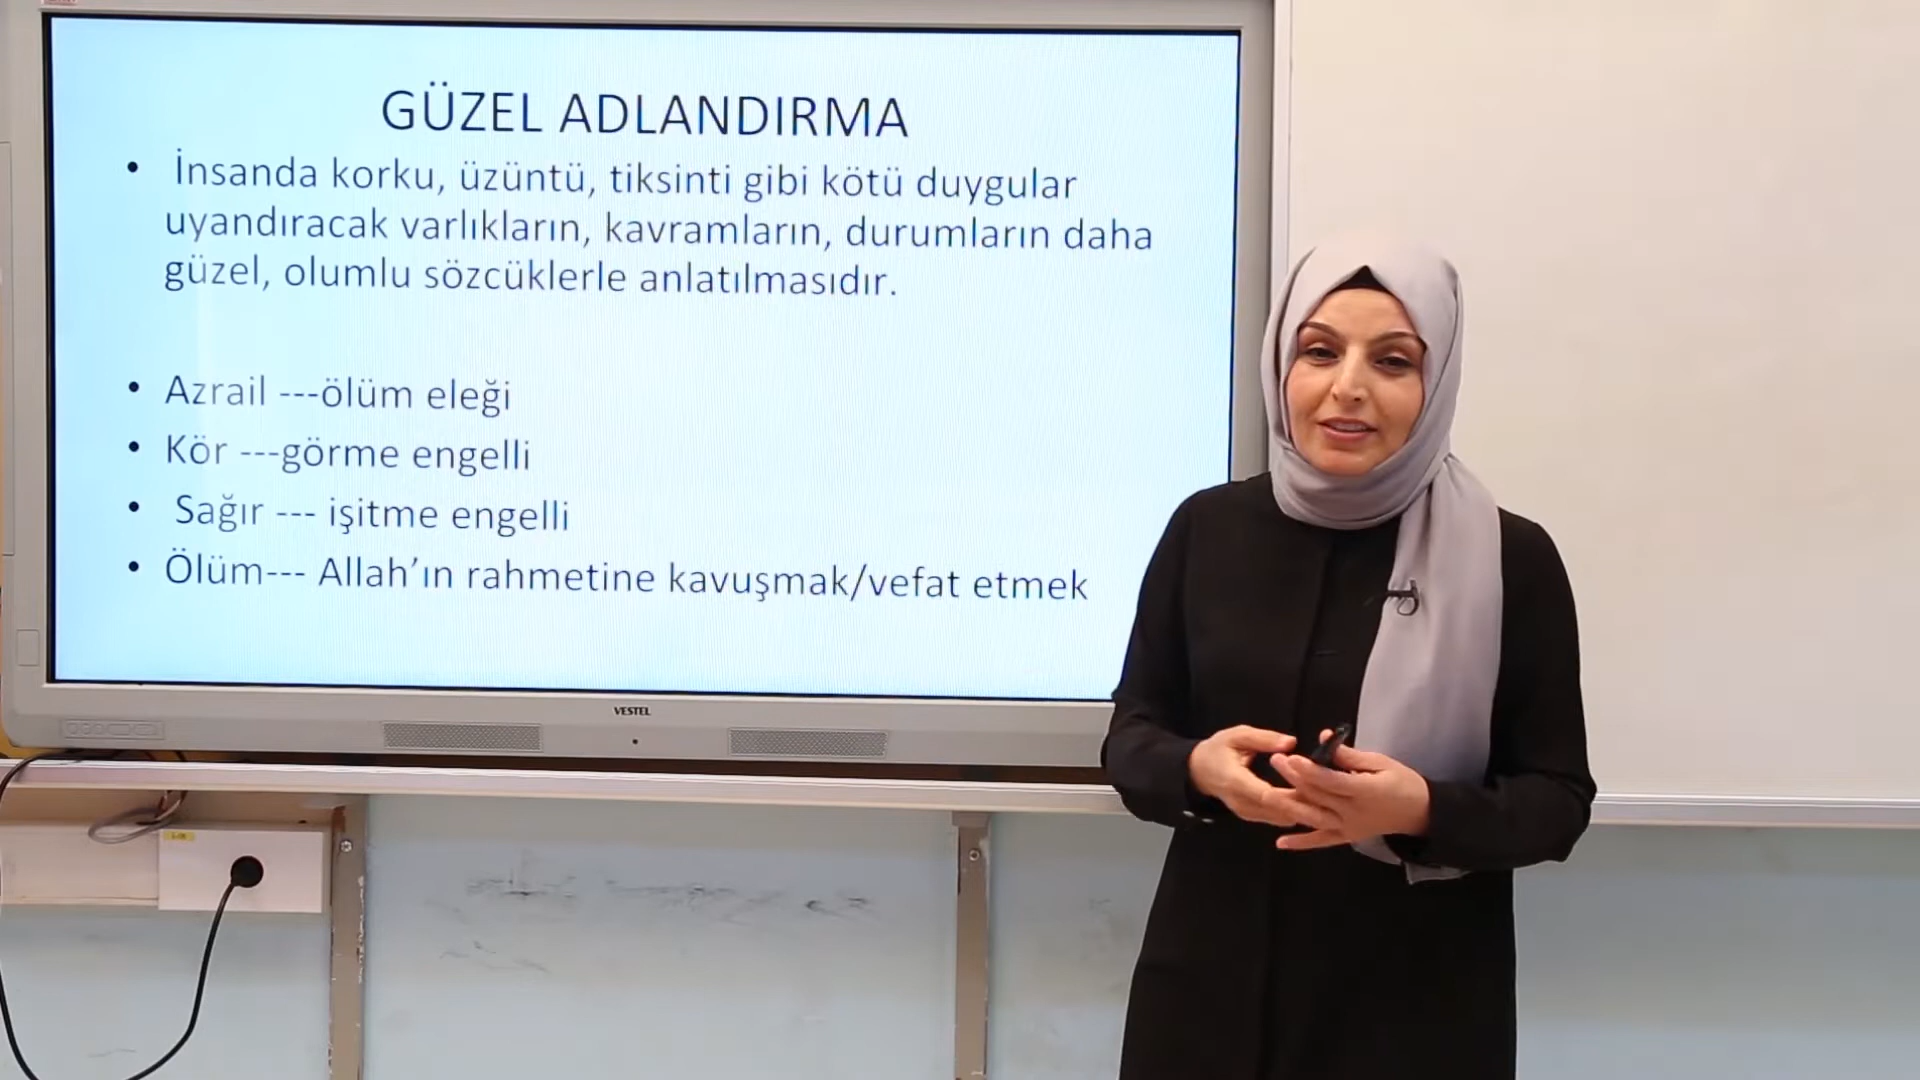 GÜZEL ADLANDIRMA
• İnsanda korku, üzüntü, tiksinti gibi kötü duygular
uyandıracak varlıkların, kavramların, durumların daha
güzel, olumlu sözcüklerle anlatılmasıdır.
• Azrail ---ölüm eleği
• Kör ---görme engelli
• Sağır --- işitme engelli
• Ölüm--- Allah’ın rahmetine kavuşmak/vefat etmek
VESTEL